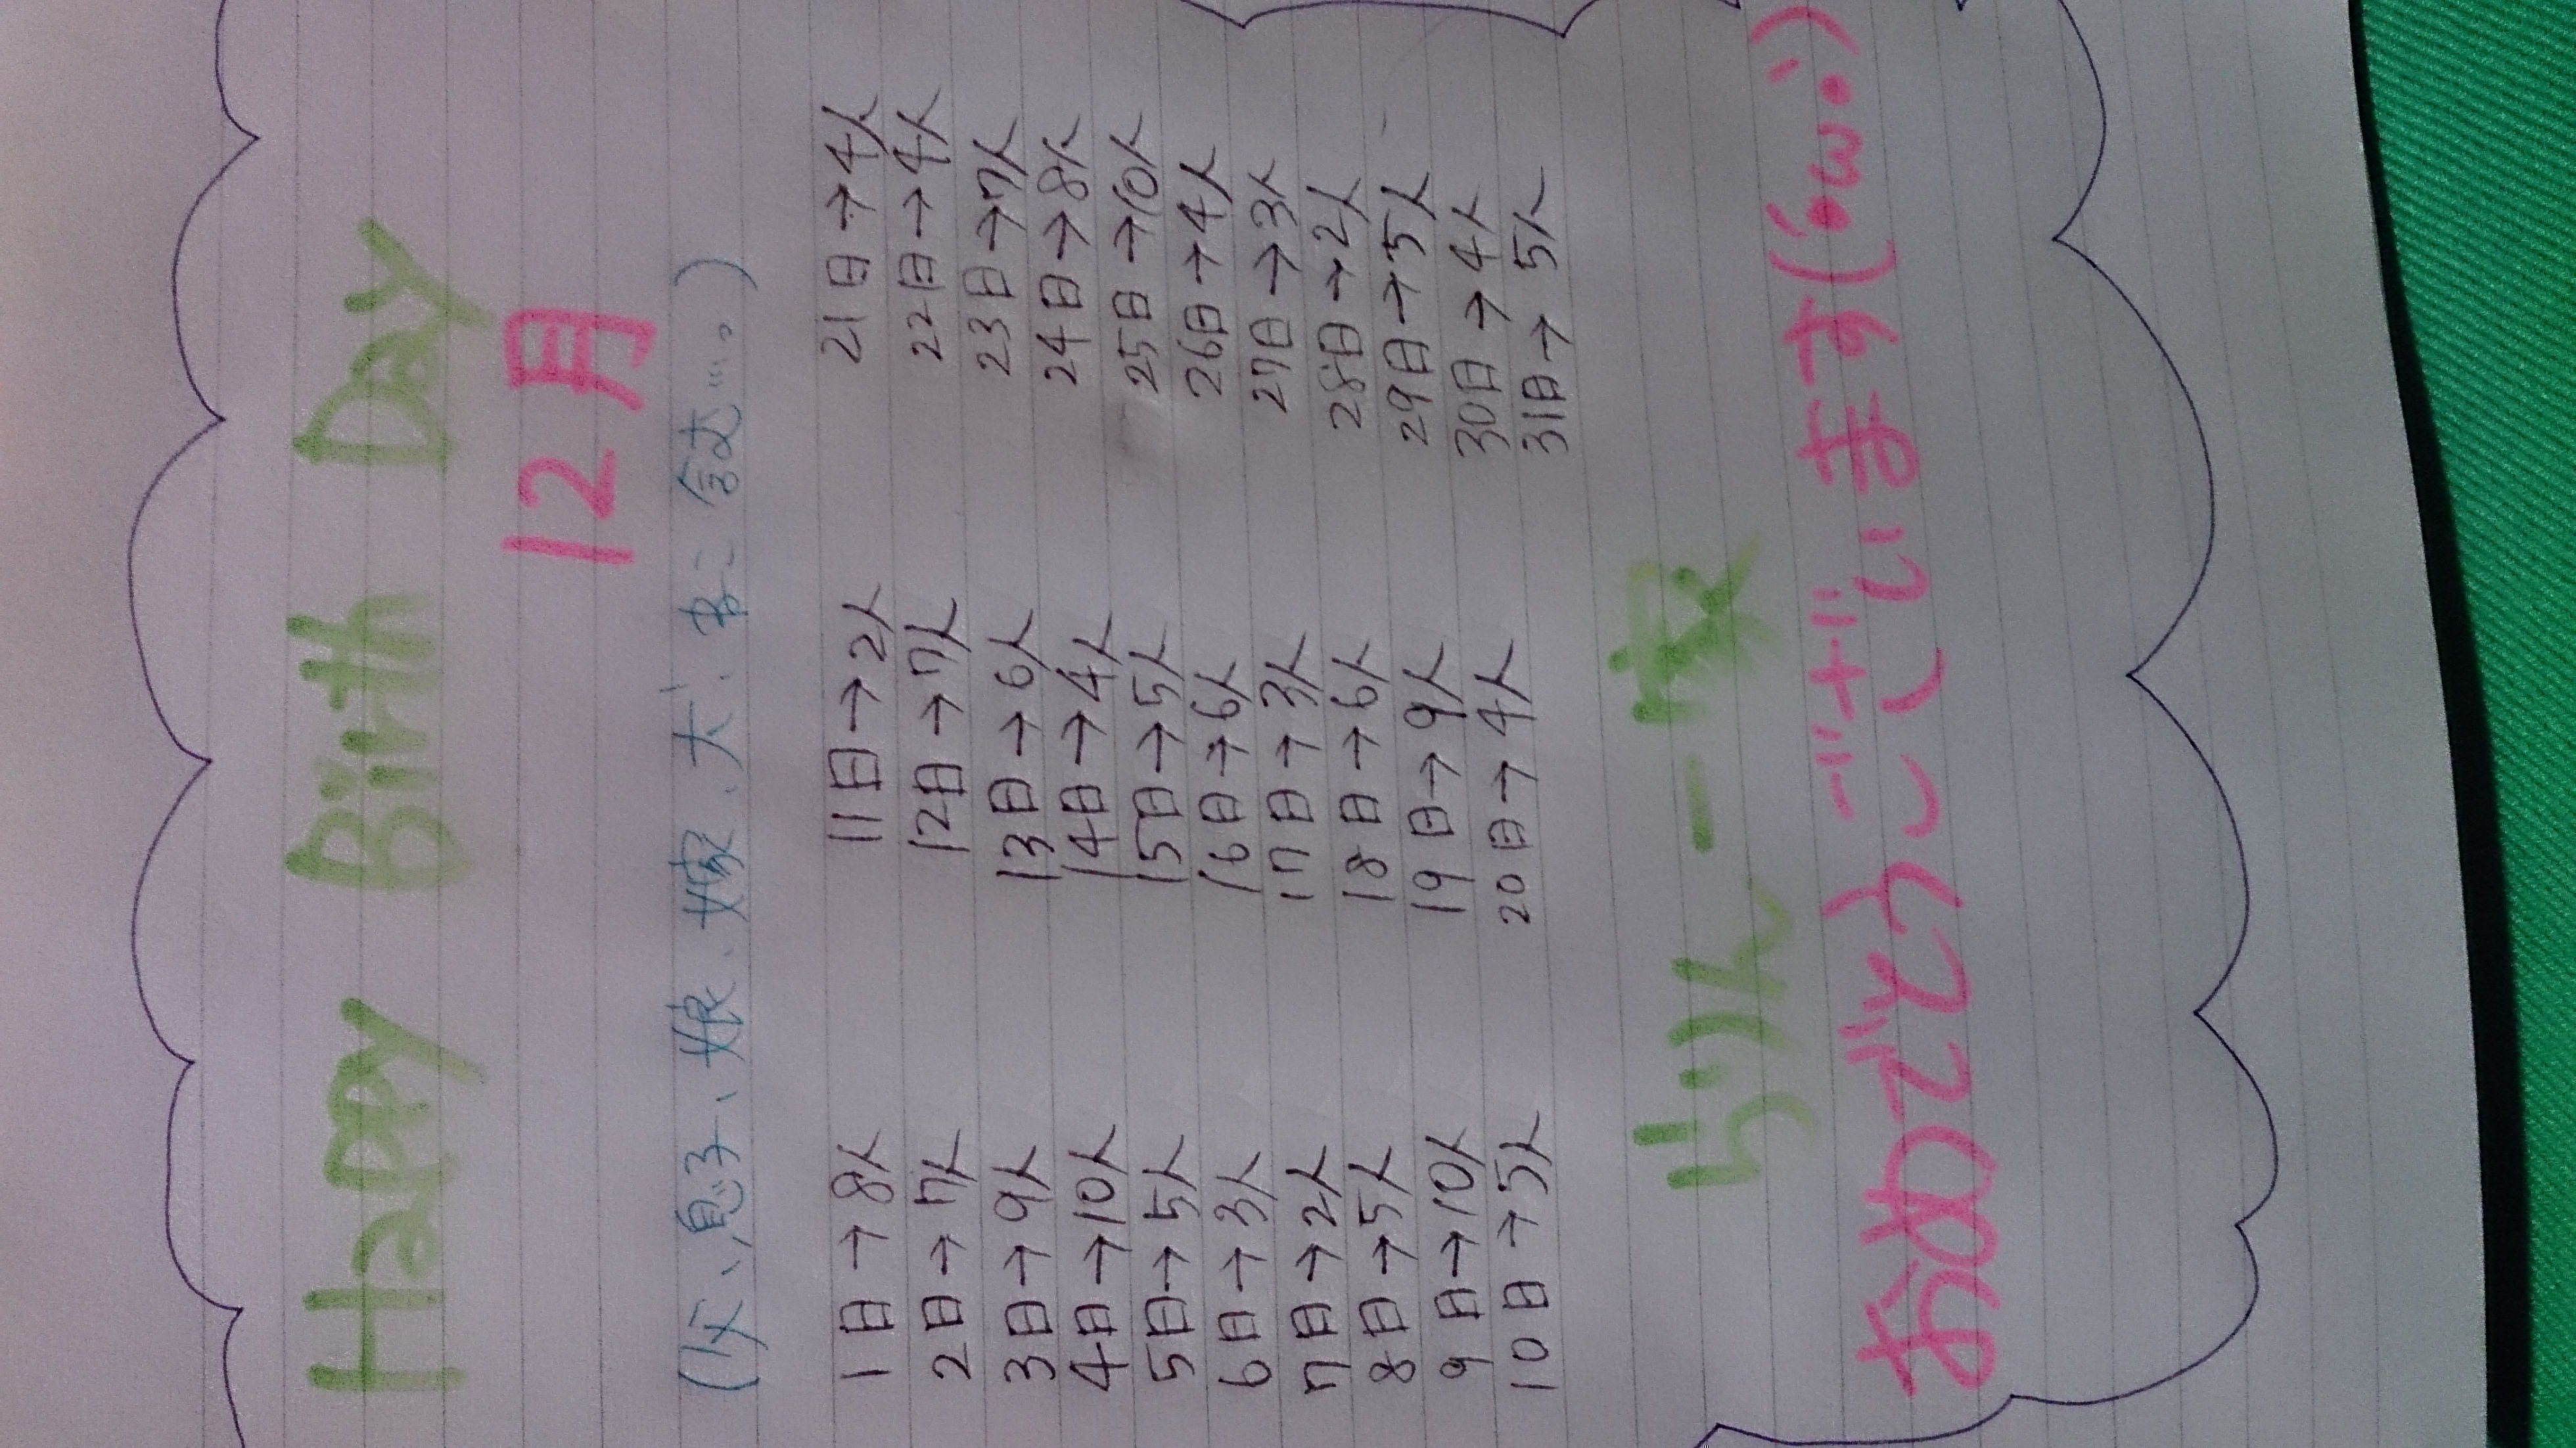 Happy Birth Day
12月
(父、息子、娘、嫁、犬、ねこ含む…。)
1日→8人
2日→7人
3日→9人
4日→10人
5日→5人
6日→3人
7日→2人
8日→5人
9日→10人
10日→5人
11日→2人
12日→7人
13日→6人
14日→4人
15日→5人
16日→6人
17日→3人
18日→6人
19日→9人
20日→4人
21日→4人
22日→4人
23日→7人
24日→8人
25日→10人
26日→4人
27日→3人
28日→2人
29日→5人
30日→4人
31日→5人
おめでとうございます(´・ω・)